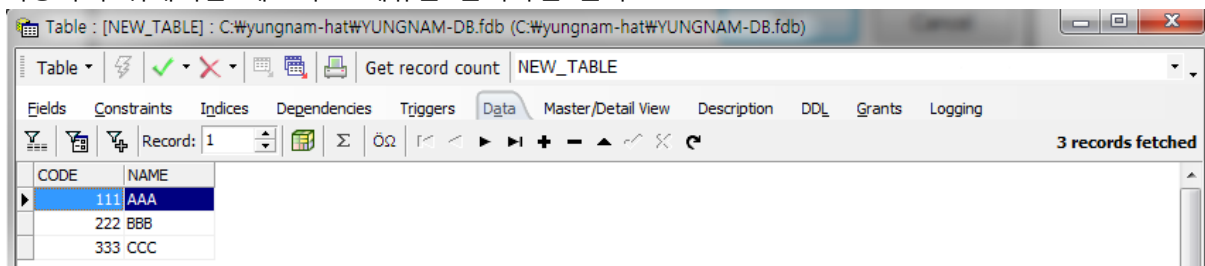 Table : [NEW_TABLE] : C:₩yungnam-hat₩YUNGNAM-DB.fdb (C:₩yungnam-hat₩YUNGNAM-DB.fdb)
Table Get record count NEW_TABLE
Fields Constraints Indices Dependencies Triggers Data Master/Detail View Description DDL Grants Logging
Record: 1 Σ ÖΩ 3 records fetched
CODE NAME
111 AAA
222 BBB
333 CCC